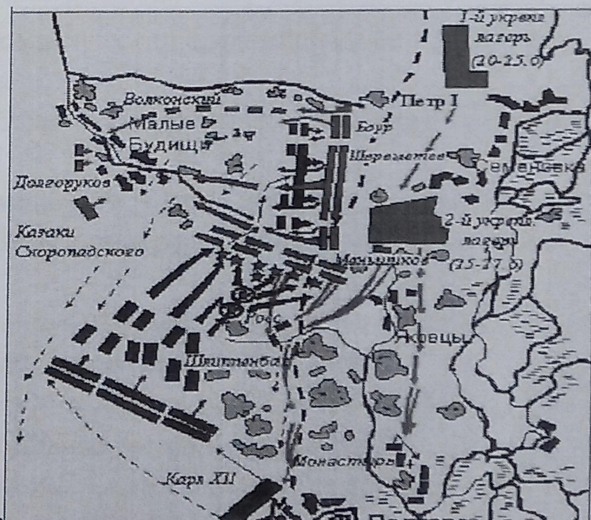 1-й укрепл
лагерь
(20-25.6)
Волконский
Петр I
Малые
Будищи
Боур
Шереметев
Семеновка
Долгоруков
2-й укрепл.
лагерь
(25-27.6)
Казаки
Скоропадского
Меньшиков
Росс
Яковцы
Шлиппенбах
Монастырь
Карл XII